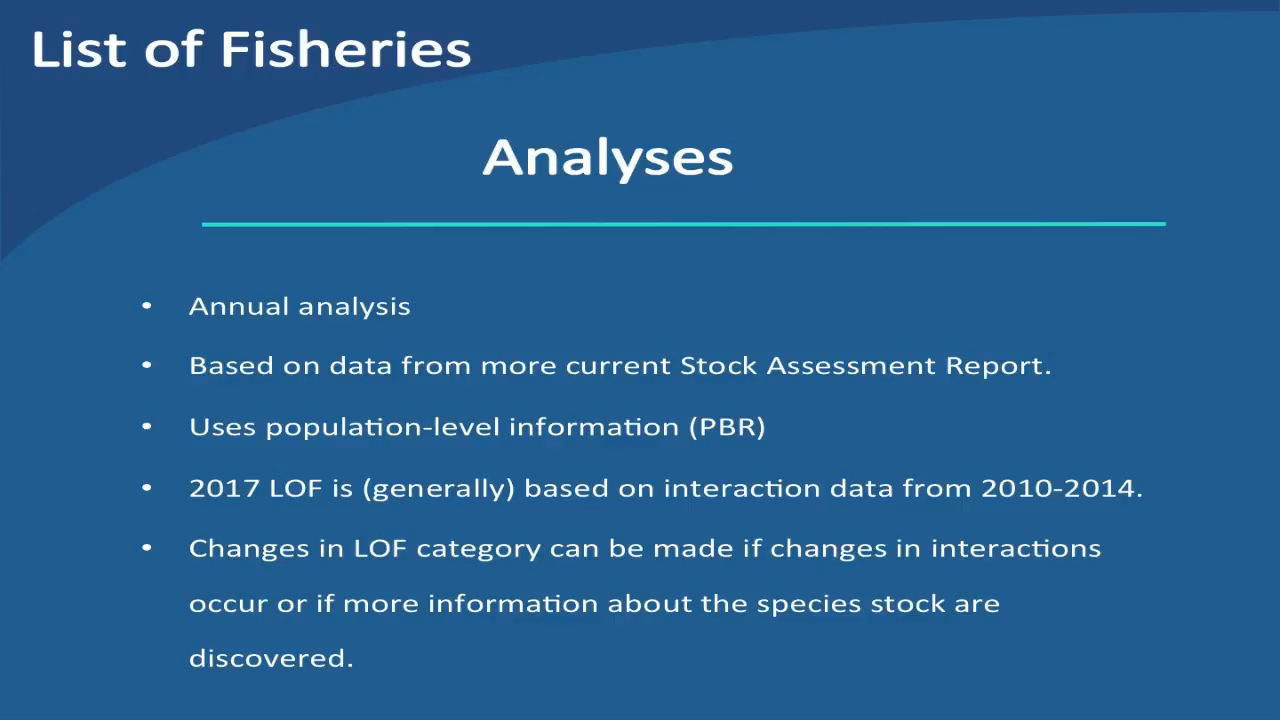 List of Fisheries
Analyses
• Annual analysis
• Based on data from more current Stock Assessment Report.
• Uses population-level information (PBR)
• 2017 LOF is (generally) based on interaction data from 2010-2014.
• Changes in LOF category can be made if changes in interactions
occur or if more information about the species stock are
discovered.